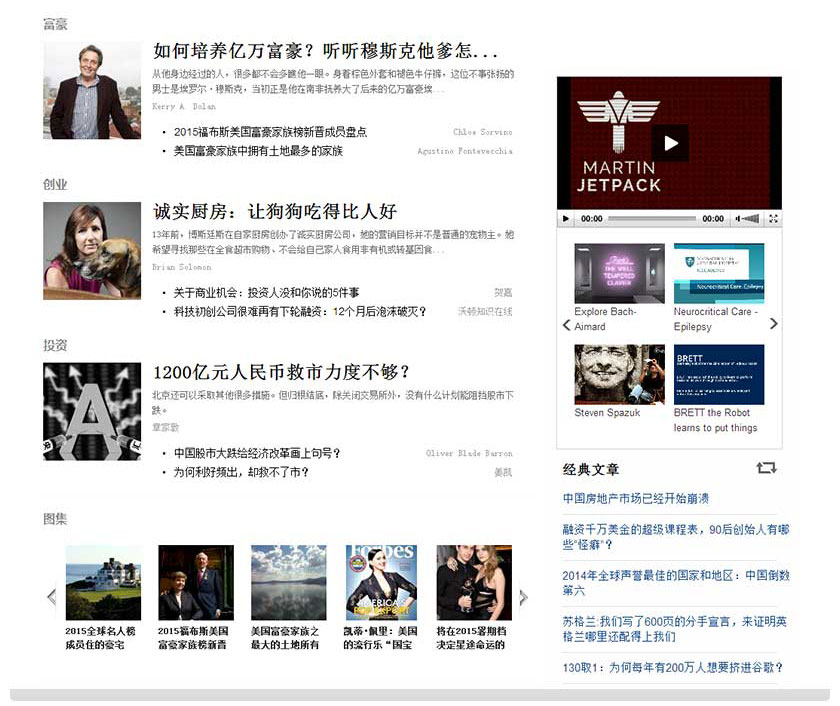 富豪
如何培养亿万富豪？听听穆斯克他爹怎...
从他身边经过的人，很多都不会多瞧他一眼。身着棕色外套和褪色牛仔裤，这位不事张扬的
男士是埃罗尔·穆斯克，当初正是他在南非抚养大了后来的亿万富豪埃...
Kerry A. Dolan
• 2015福布斯美国富豪家族榜新晋成员盘点 Chloe Sorvino
• 美国富豪家族中拥有土地最多的家族 Agustino Fontevecchia
创业
诚实厨房：让狗狗吃得比人好
13年前，博斯廷斯在自家厨房创办了诚实厨房公司，她的营销目标并不是普通的宠物主。她
希望寻找那些在全食超市购物、不会给自己家人食用非有机或转基因食...
Brian Solomon
• 关于商业机会：投资人没和你说的5件事 贺嘉
• 科技初创公司很难再有下轮融资：12个月后泡沫破灭？ 沃顿知识在线
投资
1200亿元人民币救市力度不够？
北京还可以采取其他很多措施。但归根结底，除关闭交易所外，没有什么计划能阻挡股市下
跌。
章家敦
• 中国股市大跌给经济改革画上句号？ Oliver Blade Barron
• 为何利好频出，却救不了市？ 姜凯
图集
A
Forbes
2015全球名人榜
成员住的豪宅
2015福布斯美国
富豪家族榜新晋
美国富豪家族之
最大的土地所有
凯蒂·佩里：美国
的流行乐“国宝
将在2015暑期档
决定星途命运的
MARTIN
JETPACK
00:00 00:00
THE WELL
TEMPERED
CLAVIER
Explore Bach-
Aimard
Neurocritical Care -
Epilepsy
Steven Spazuk
BRETT
BRETT the Robot
learns to put things
经典文章
中国房地产市场已经开始崩溃
融资千万美金的超级课程表，90后创始人有哪
些“怪癖”？
2014年全球声誉最佳的国家和地区：中国倒数
第六
苏格兰:我们写了600页的分手宣言，来证明英
格兰哪里还配得上我们
130取1：为何每年有200万人想要挤进谷歌？